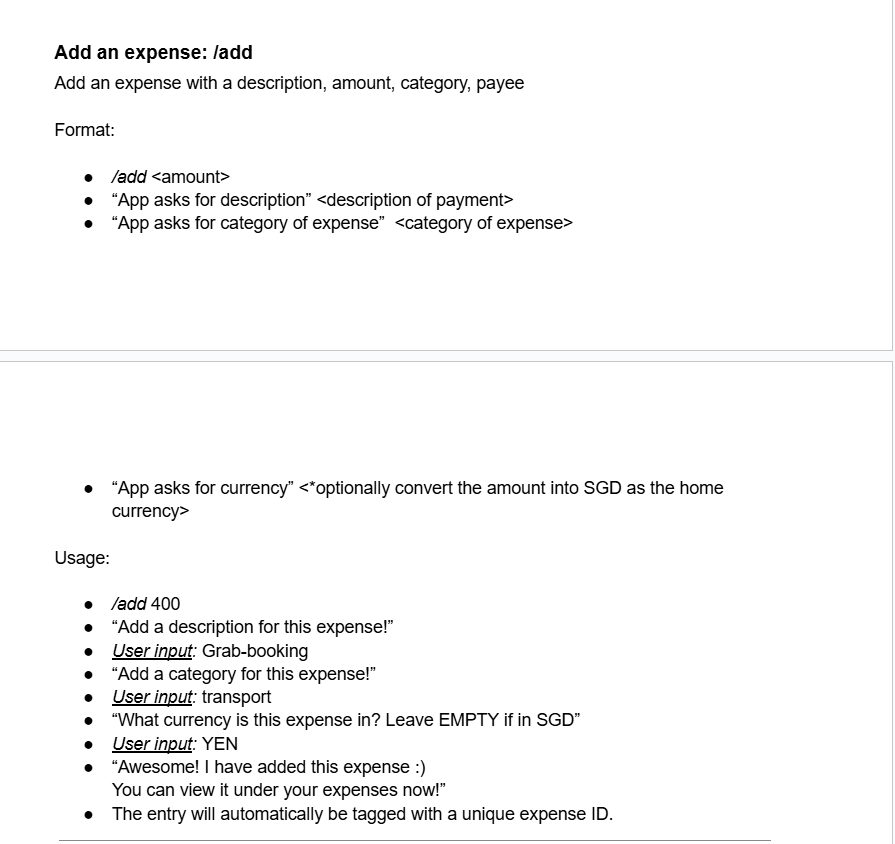 Add an expense: /add
Add an expense with a description, amount, category, payee
Format:
● /add <amount>
● “App asks for description” <description of payment>
● “App asks for category of expense”  <category of expense>
● “App asks for currency” <*optionally convert the amount into SGD as the home
currency>
Usage:
● /add 400
● “Add a description for this expense!”
● User input: Grab-booking
● “Add a category for this expense!”
● User input: transport
● “What currency is this expense in? Leave EMPTY if in SGD”
● User input: YEN
● “Awesome! I have added this expense :)
You can view it under your expenses now!”
● The entry will automatically be tagged with a unique expense ID.